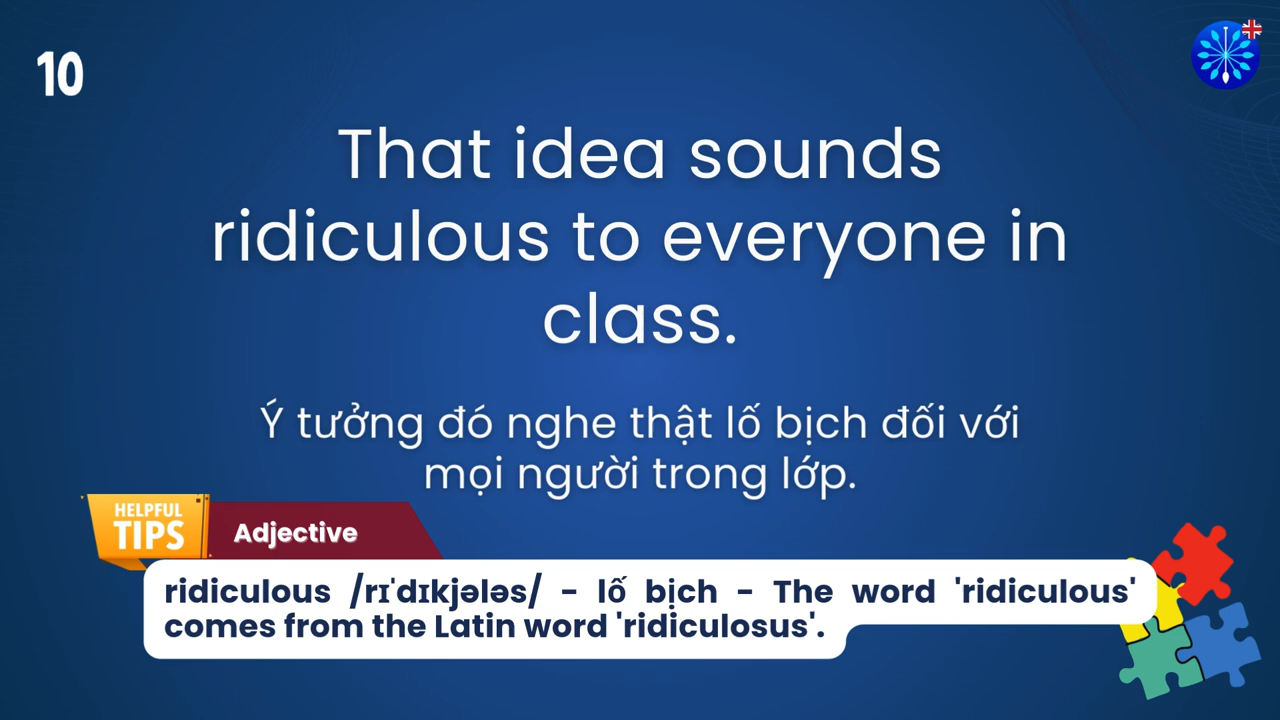 10
That idea sounds
ridiculous to everyone in
class.
Ý tưởng đó nghe thật lố bịch đối với
mọi người trong lớp.
HELPFUL
TIPS
Adjective
ridiculous /rɪˈdɪkjələs/ - lố bịch - The word 'ridiculous'
comes from the Latin word 'ridiculosus'.